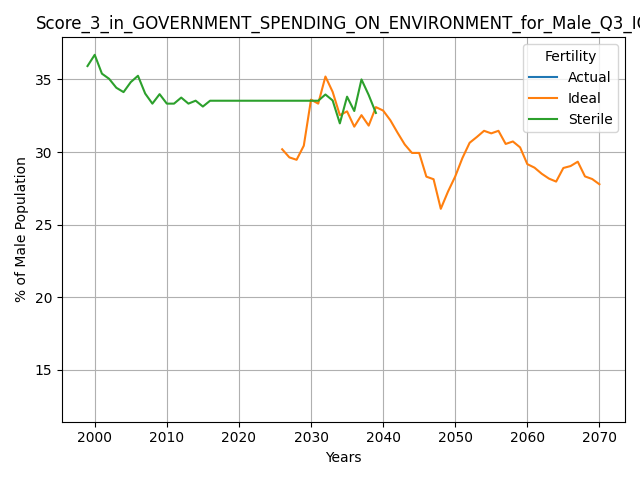 Score_3_in_GOVERNMENT_SPENDING_ON_ENVIRONMENT_for_Male_Q3_IQ
Fertility
Actual
Ideal
Sterile
% of Male Population
35
30
25
20
15
2000 2010 2020 2030 2040 2050 2060 2070
Years